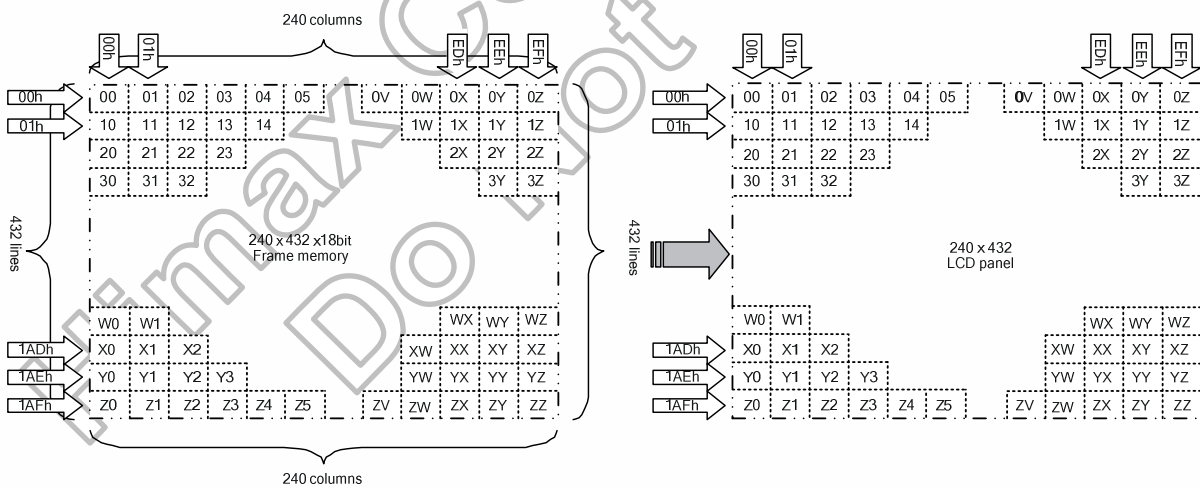 240 columns
00h 01h EDh EEh EFh 00h 01h EDh EEh EFh
00h 00 01 02 03 04 05 0V 0W 0X 0Y 0Z 00h 00 01 02 03 04 05 0V 0W 0X 0Y 0Z
01h 10 11 12 13 14 1W 1X 1Y 1Z 01h 10 11 12 13 14 1W 1X 1Y 1Z
20 21 22 23 2X 2Y 2Z 20 21 22 23 2X 2Y 2Z
30 31 32 3Y 3Z 30 31 32 3Y 3Z
432 lines 432 lines
240 x 432 x18bit 240 x 432
Frame memory LCD panel
W0 W1 WX WY WZ W0 W1 WX WY WZ
1ADh X0 X1 X2 XW XX XY XZ 1ADh X0 X1 X2 XW XX XY XZ
1AEh Y0 Y1 Y2 Y3 YW YX YY YZ 1AEh Y0 Y1 Y2 Y3 YW YX YY YZ
1AFh Z0 Z1 Z2 Z3 Z4 Z5 ZV ZW ZX ZY ZZ 1AFh Z0 Z1 Z2 Z3 Z4 Z5 ZV ZW ZX ZY ZZ
240 columns
Himax
Do Not